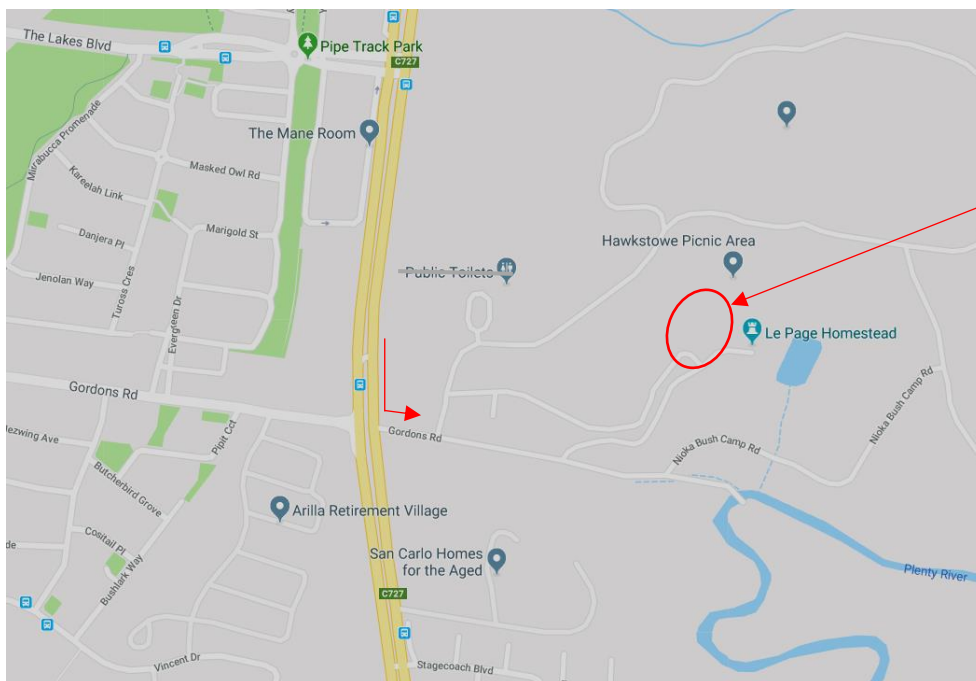 The Lakes Blvd
Pipe Track Park
C727
The Mane Room
Mirrabucca Promenade
Masked Owl Rd
Kareelah Link
Marigold St
Danjera Pl
Hawkstowe Picnic Area
Public Toilets
Jenolan Way
Tuross Cres
Evergreen Dr
Le Page Homestead
Gordons Rd
Gordons Rd
Pipit Cct
Nioka Bush Camp Rd
Nioka Bush Camp Rd
Butcherbird Grove
Arilla Retirement Village
Cositail Pl
Bushlark Way
San Carlo Homes
for the Aged
Plenty River
C727
Vincent Dr
Stagecoach Blvd